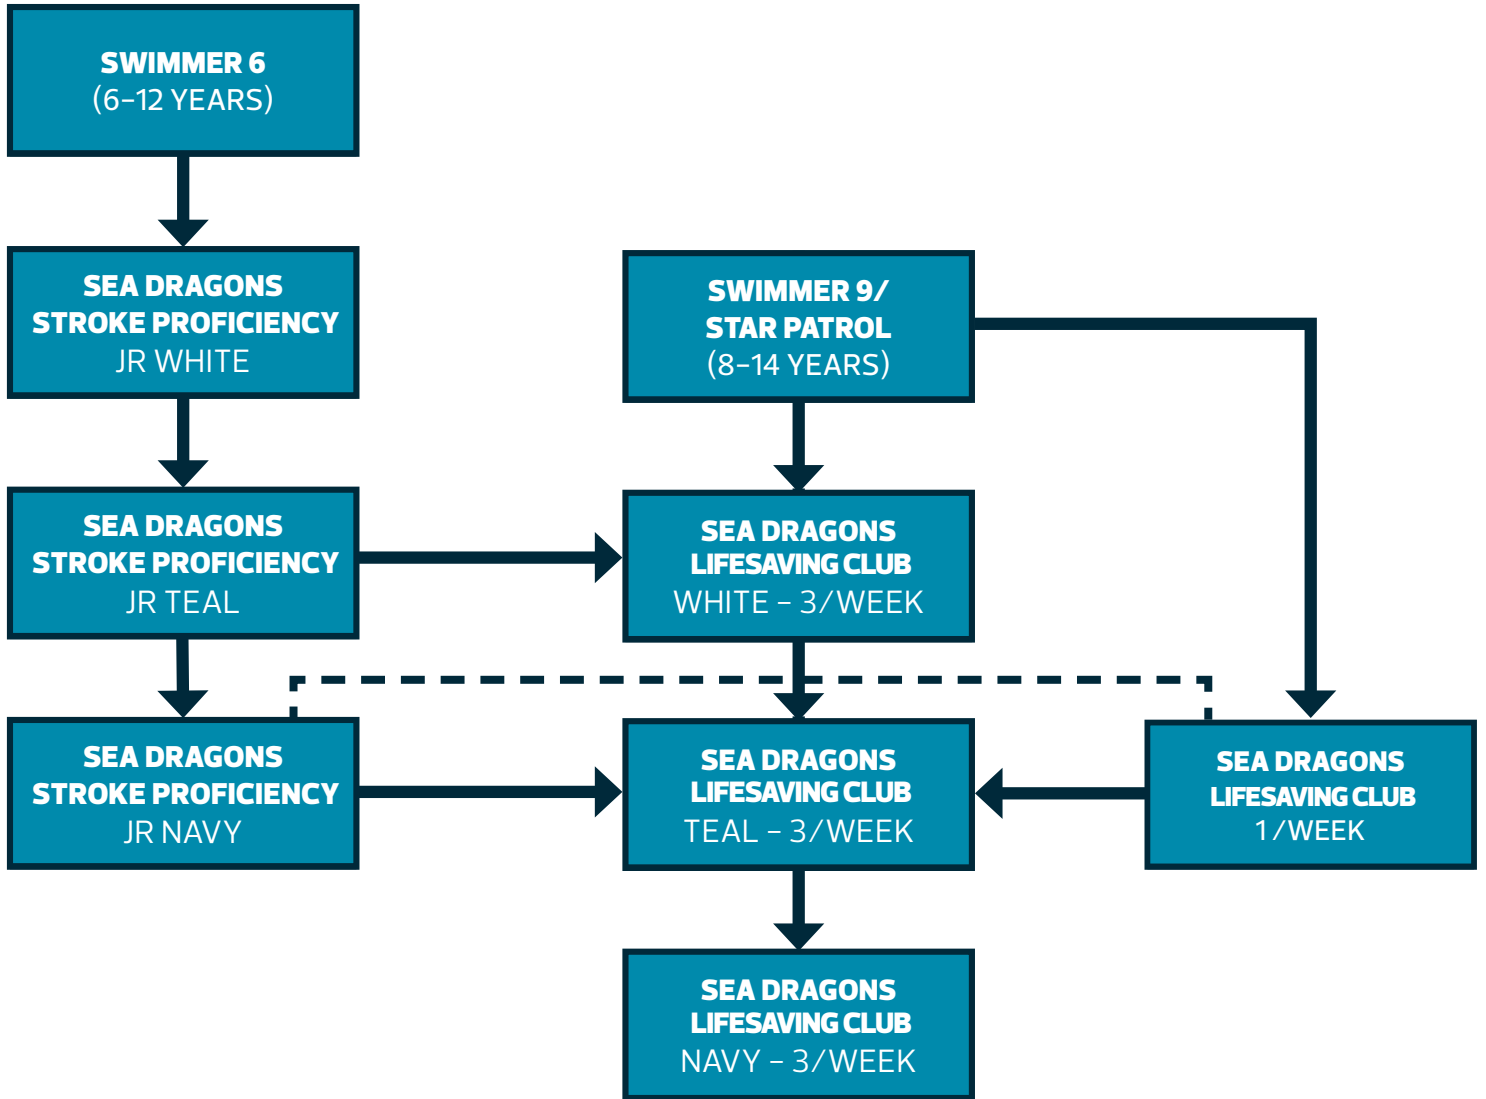 SWIMMER 6
(6-12 YEARS)
SEA DRAGONS
STROKE PROFICIENCY
JR WHITE
SWIMMER 9/
STAR PATROL
(8-14 YEARS)
SEA DRAGONS
STROKE PROFICIENCY
JR TEAL
SEA DRAGONS
LIFESAVING CLUB
WHITE - 3/WEEK
SEA DRAGONS
STROKE PROFICIENCY
JR NAVY
SEA DRAGONS
LIFESAVING CLUB
TEAL - 3/WEEK
SEA DRAGONS
LIFESAVING CLUB
1/WEEK
SEA DRAGONS
LIFESAVING CLUB
NAVY - 3/WEEK